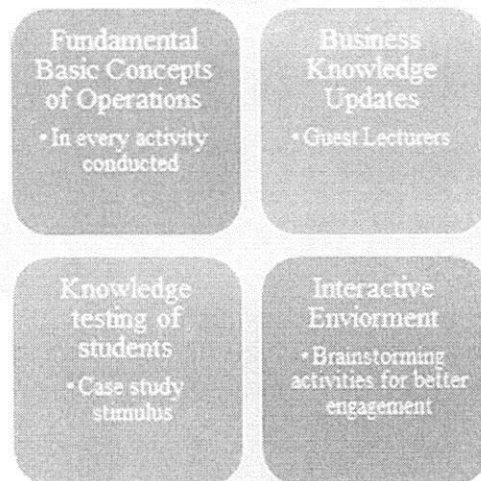 Fundamental
Basic Concepts
of Operations
• In every activity
conducted
Business
Knowledge
Updates
• Guest Lecturers
Knowledge
testing of
students
• Case study
stimulus
Interactive
Enviorment
• Brainstorming
activities for better
engagement